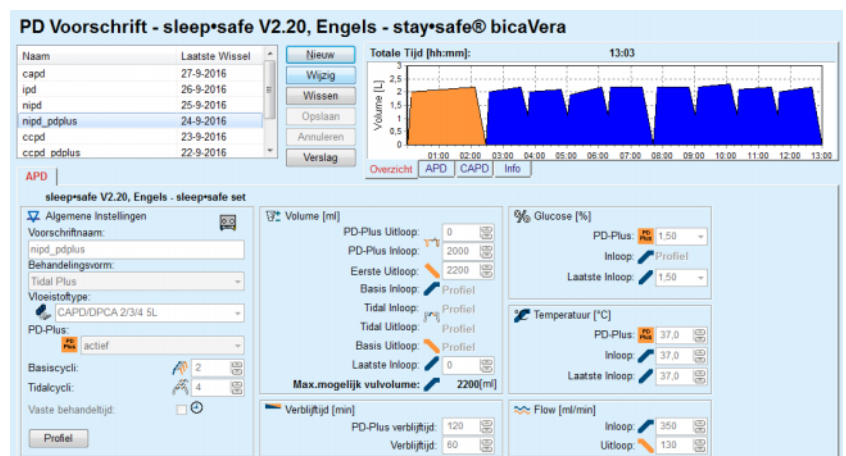 PD Voorschrift - sleep•safe V2.20, Engels - stay•safe® bicaVera
Naam Laatste Wissel
capd 27-9-2016
ipd 26-9-2016
nipd 25-9-2016
nipd_pdplus 24-9-2016
ccpd 23-9-2016
ccpd_pdplus 22-9-2016
Nieuw
Wijzig
Wissen
Opslaan
Annuleren
Verslag
Totale Tijd [hh:mm]: 13:03
Volume [L]
3
2,5
2
1,5
1
0,5
0
01:00 02:00 03:00 04:00 05:00 06:00 07:00 08:00 09:00 10:00 11:00 12:00 13:00
Overzicht APD CAPD Info
APD
sleep•safe V2.20, Engels - sleep•safe set
Algemene Instellingen
Voorschriftnaam:
nipd_pdplus
Behandelingsvorm:
Tidal Plus
Vloeistoftype:
CAPD/DPCA 2/3/4 5L
PD-Plus:
PD Plus actief
Basiscycli: 2
Tidalcycli: 4
Vaste behandeltijd:
Profiel
Volume [ml]
PD-Plus Uitloop: 0
PD-Plus Inloop: 2000
Eerste Uitloop: 2200
Basis Inloop: Profiel
Tidal Inloop: Profiel
Tidal Uitloop: Profiel
Basis Uitloop: Profiel
Laatste Inloop: 0
Max.mogelijk vulvolume: 2200[ml]
Verblijftijd [min]
PD-Plus verblijftijd: 120
Verblijftijd: 60
Glucose [%]
PD-Plus: PD Plus 1,50
Inloop: Profiel
Laatste Inloop: 1,50
Temperatuur [°C]
PD-Plus: PD Plus 37,0
Inloop: 37,0
Laatste Inloop: 37,0
Flow [ml/min]
Inloop: 350
Uitloop: 130